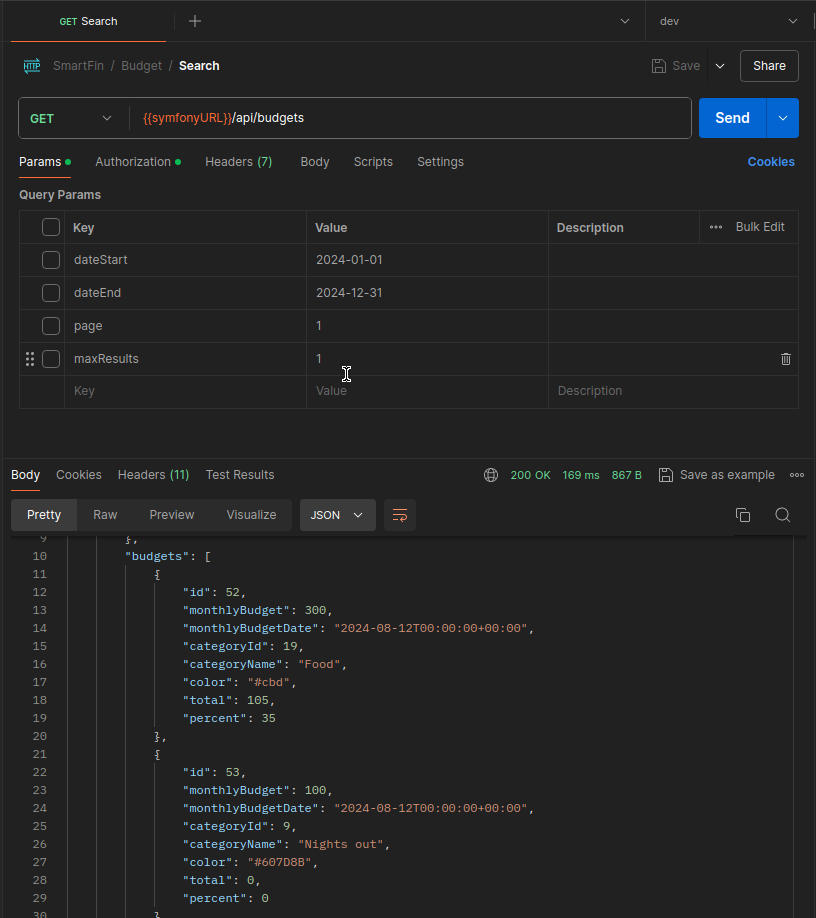 GET Search
dev
HTTP SmartFin / Budget / Search Save Share
GET {{symfonyURL}}/api/budgets Send
Params Authorization Headers (7) Body Scripts Settings Cookies
Query Params
Key Value Description Bulk Edit
dateStart 2024-01-01
dateEnd 2024-12-31
page 1
maxResults 1
Key Value Description
Body Cookies Headers (11) Test Results 200 OK 169 ms 867 B Save as example
Pretty Raw Preview Visualize JSON
9 },
10 "budgets": [
11 {
12 "id": 52,
13 "monthlyBudget": 300,
14 "monthlyBudgetDate": "2024-08-12T00:00:00+00:00",
15 "categoryId": 19,
16 "categoryName": "Food",
17 "color": "#cbd",
18 "total": 105,
19 "percent": 35
20 },
21 {
22 "id": 53,
23 "monthlyBudget": 100,
24 "monthlyBudgetDate": "2024-08-12T00:00:00+00:00",
25 "categoryId": 9,
26 "categoryName": "Nights out",
27 "color": "#607D8B",
28 "total": 0,
29 "percent": 0
30 }